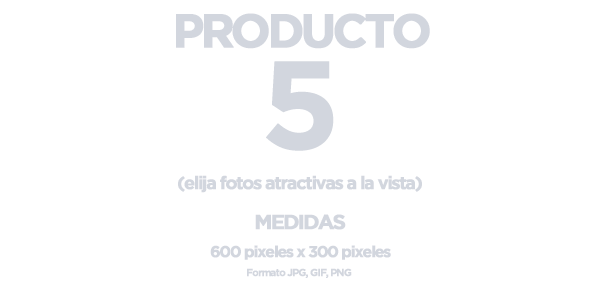 PRODUCTO
5
(elija fotos atractivas a la vista)
MEDIDAS
600 pixeles x 300 pixeles
Formato JPG, GIF, PNG